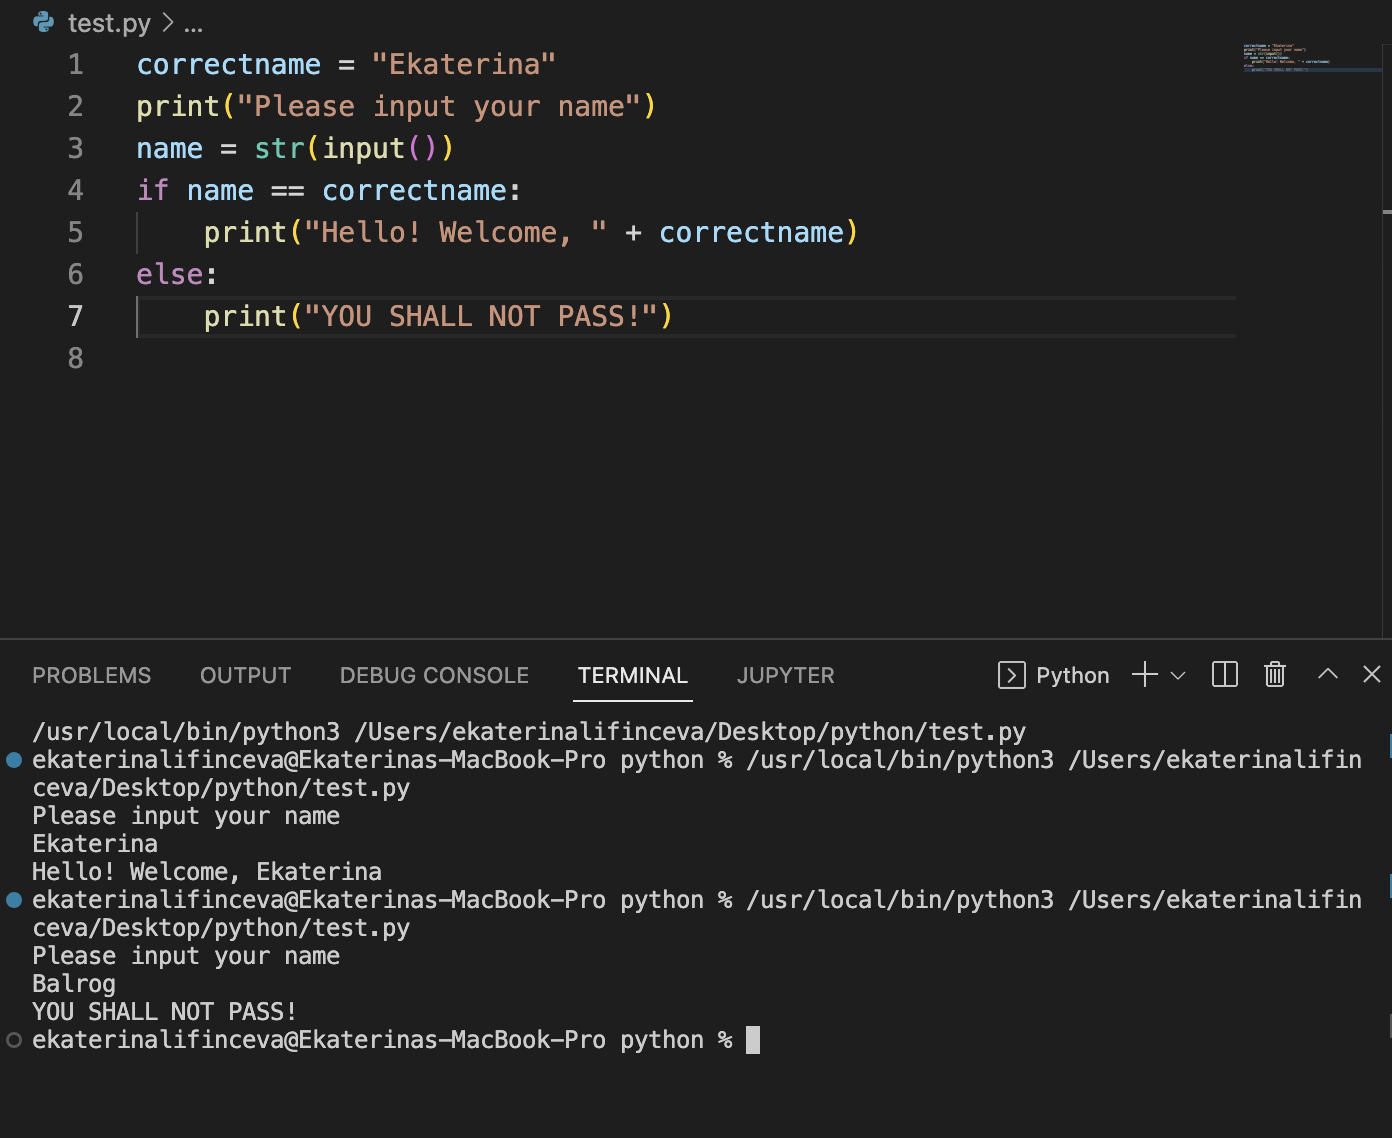 test.py > ...
1 correctname = "Ekaterina"
2 print("Please input your name")
3 name = str(input())
4 if name == correctname:
5     print("Hello! Welcome, " + correctname)
6 else:
7     print("YOU SHALL NOT PASS!")
8
PROBLEMS OUTPUT DEBUG CONSOLE TERMINAL JUPYTER Python
/usr/local/bin/python3 /Users/ekaterinalifinceva/Desktop/python/test.py
ekaterinalifinceva@Ekaterinas-MacBook-Pro python % /usr/local/bin/python3 /Users/ekaterinalifin
ceva/Desktop/python/test.py
Please input your name
Ekaterina
Hello! Welcome, Ekaterina
ekaterinalifinceva@Ekaterinas-MacBook-Pro python % /usr/local/bin/python3 /Users/ekaterinalifin
ceva/Desktop/python/test.py
Please input your name
Balrog
YOU SHALL NOT PASS!
ekaterinalifinceva@Ekaterinas-MacBook-Pro python %